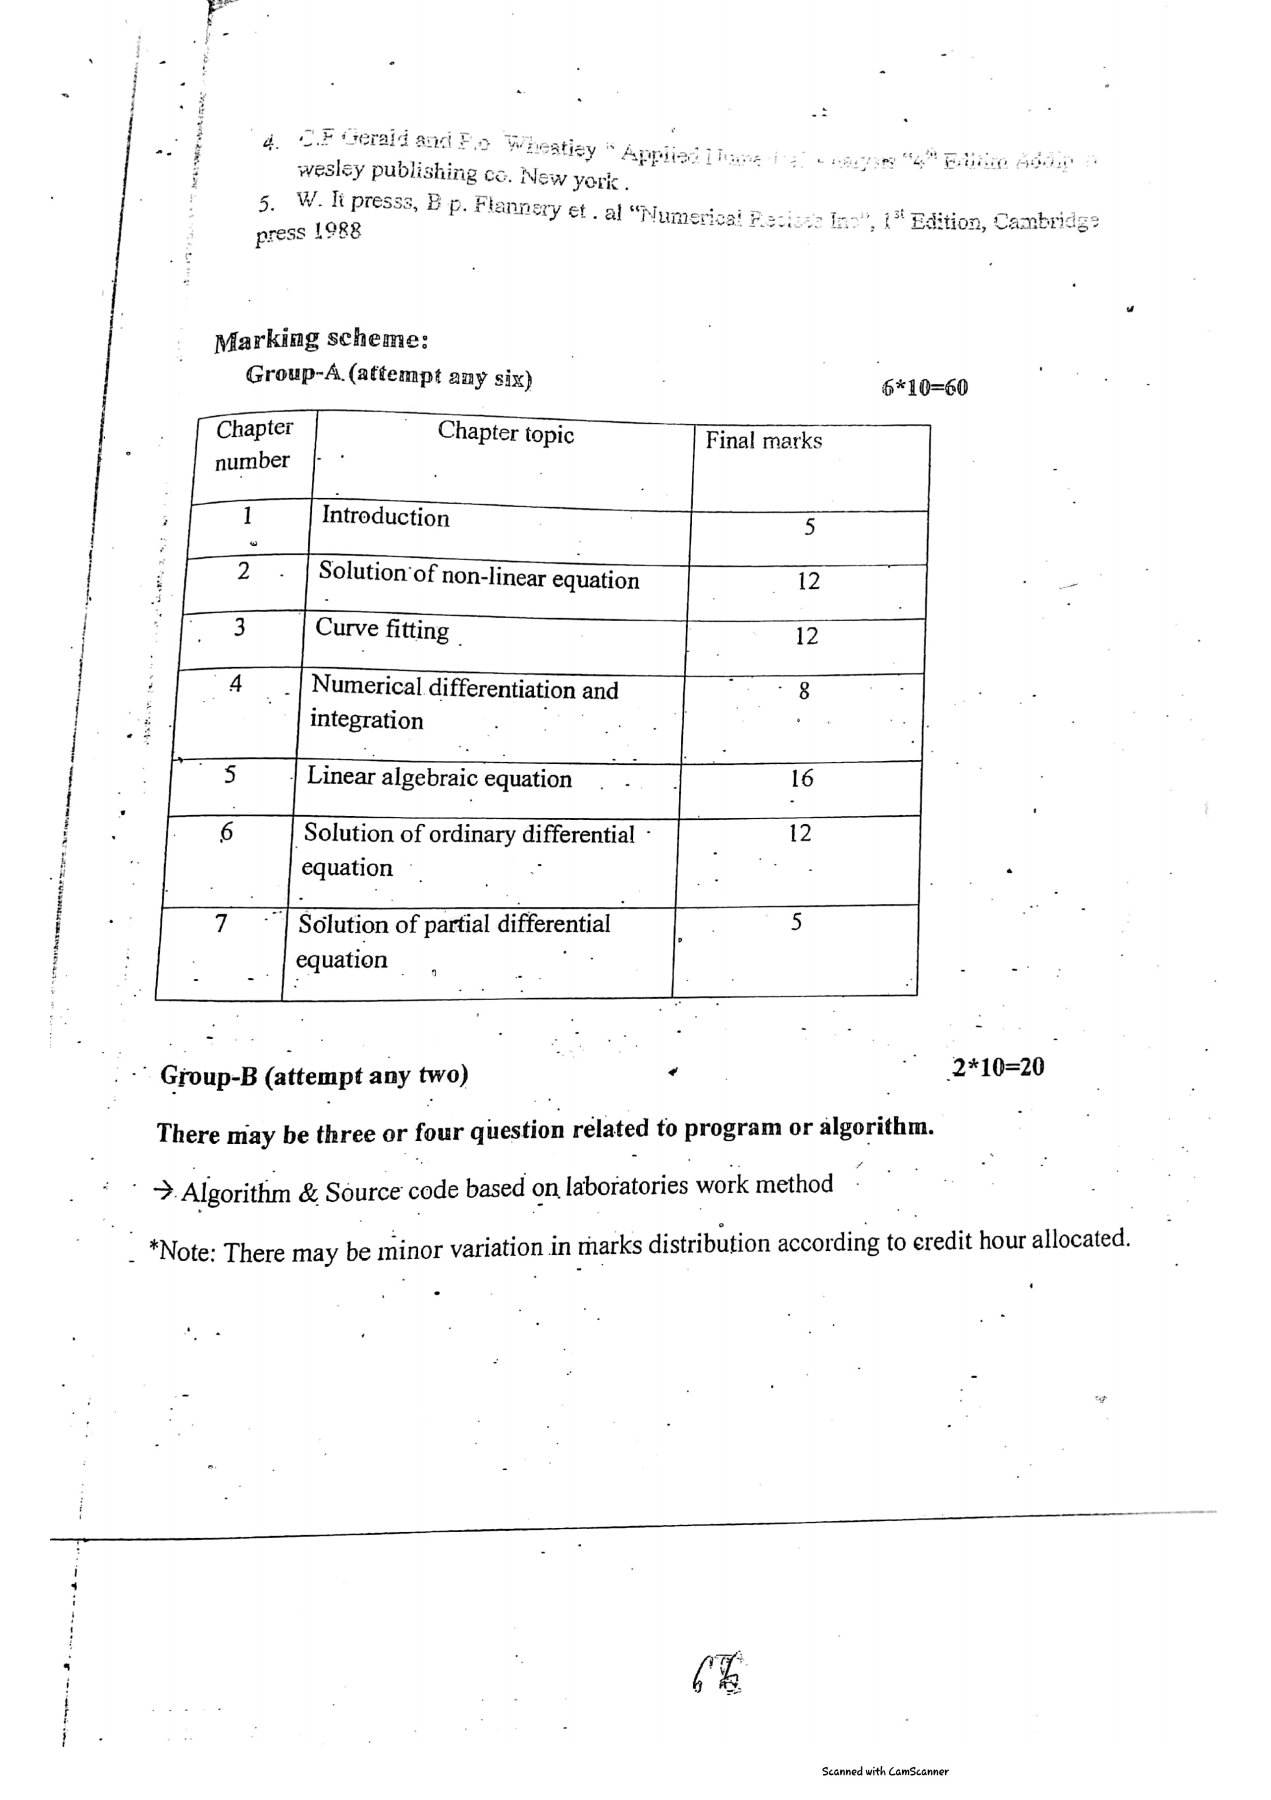 4. C.F Gerald and P.o Wheatley " Applied "4th Edition
wesley publishing co. New york .
5. W. It presss, B p. Flannery et . al "Numerical 1st Edition, Cambridge
press 1988
Marking scheme:
Group-A (attempt any six) 6*10=60
Chapter number Chapter topic Final marks
1 Introduction 5
2 Solution of non-linear equation 12
3 Curve fitting 12
4 Numerical differentiation and 8
integration
5 Linear algebraic equation 16
6 Solution of ordinary differential 12
equation
7 Solution of partial differential 5
equation
Group-B (attempt any two) 2*10=20
There may be three or four question related to program or algorithm.
→ Algorithm & Source code based on laboratories work method
*Note: There may be minor variation in marks distribution according to credit hour allocated.
Scanned with CamScanner